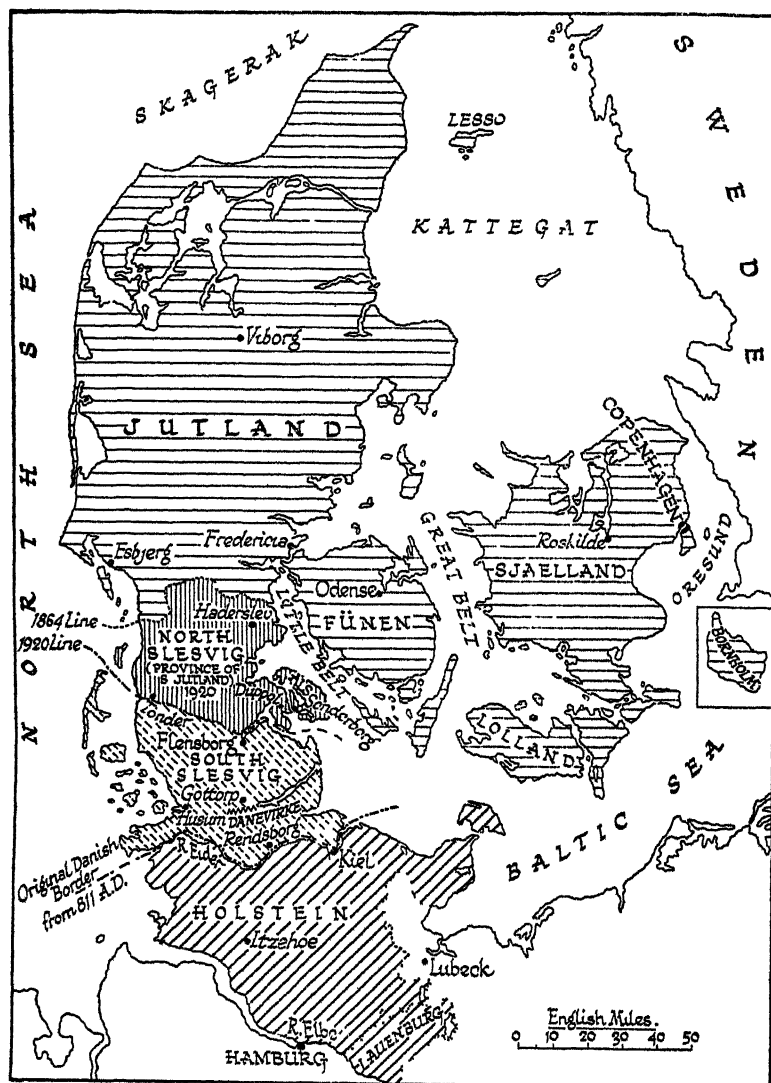 SKAGERAK
SWEDEN
LESSO
KATTEGAT
NORTH SEA
Viborg
JUTLAND
COPENHAGEN
Esbjerg
Fredericia
GREAT BELT
Roskilde
SJAELLAND
ORESUND
Odense
FÜNEN
LITTLE BELT
1864 Line
1920 Line
Haderslev
NORTH
SLESVIG
(PROVINCE OF
S JUTLAND)
1920
BORNHOLM
Tonder
LOLLAND
Flensborg
SOUTH
SLESVIG
Gottorp
Husum
DANEVIRKE
Rendsborg
R. Eider
Kiel
BALTIC SEA
Original Danish
Border
from 811 A.D.
HOLSTEIN
Itzehoe
Lubeck
R. Elbe
HAMBURG
LAUENBURG
English Miles.
0 10 20 30 40 50